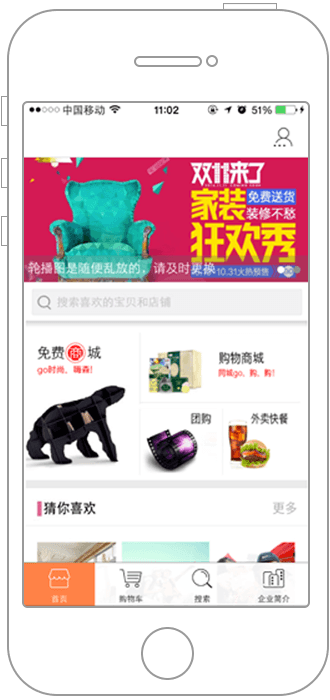 中国移动 11:02 51%
双11来了
免费送货
家装 装修不愁
狂欢秀
10.31火热预售
轮播图是随便乱放的，请及时更换
搜索喜欢的宝贝和店铺
免费商城
go时尚、嗨森！
购物商城
同城go、购、购！
团购
外卖快餐
猜你喜欢
更多
首页
购物车
搜索
企业简介